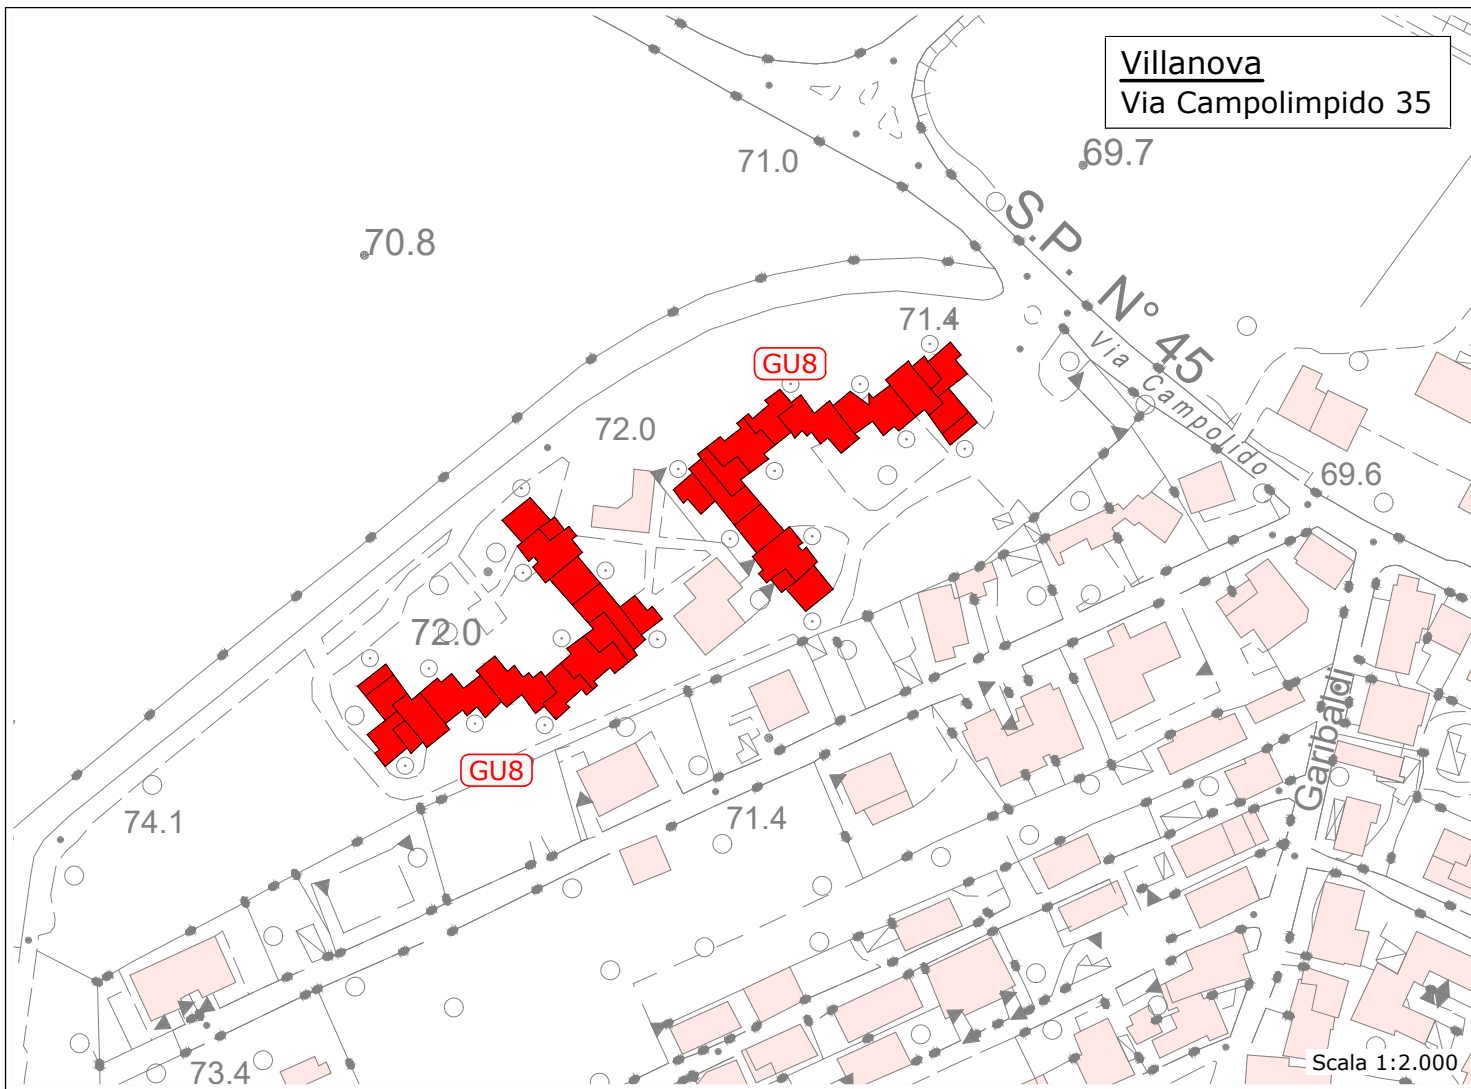 Villanova
Via Campolimpido 35
71.0
69.7
S.P. N° 45
70.8
71.4
Via Campolido
GU8
72.0
69.6
72.0
Garibaldi
GU8
74.1
71.4
73.4
Scala 1:2.000